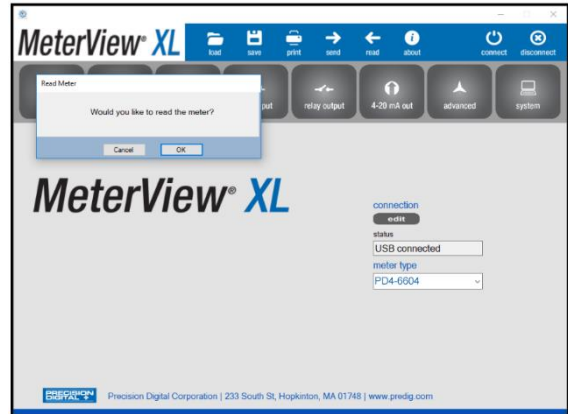 MeterView® XL
load save print send read about connect disconnect
Read Meter
Would you like to read the meter?
Cancel OK
put relay output 4-20 mA out advanced system
MeterView® XL
connection
edit
status
USB connected
meter type
PD4-6604
PRECISION
DIGITAL
Precision Digital Corporation | 233 South St, Hopkinton, MA 01748 | www.predig.com